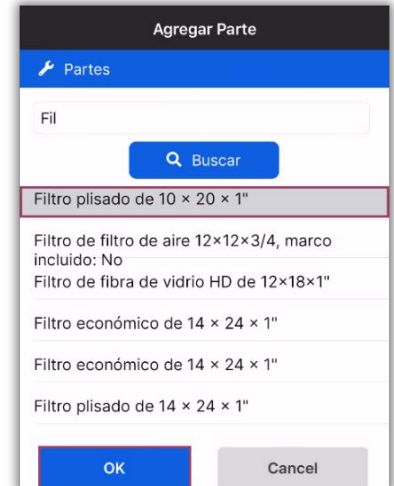 Agregar Parte
Partes
Fil
Buscar
Filtro plisado de 10 × 20 × 1"
Filtro de filtro de aire 12×12×3/4, marco
incluido: No
Filtro de fibra de vidrio HD de 12×18×1"
Filtro económico de 14 × 24 × 1"
Filtro económico de 14 × 24 × 1"
Filtro plisado de 14 × 24 × 1"
OK
Cancel